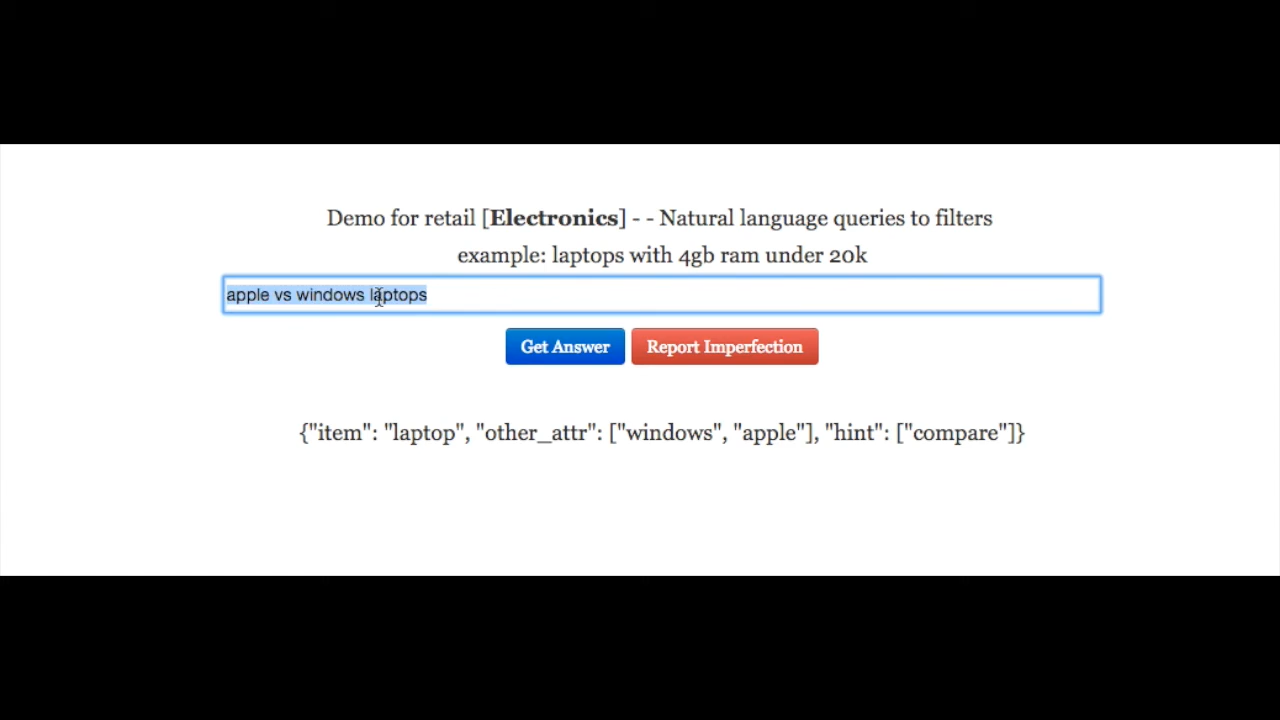 Demo for retail [Electronics] - - Natural language queries to filters
example: laptops with 4gb ram under 20k
apple vs windows laptops
Get Answer Report Imperfection
{"item": "laptop", "other_attr": ["windows", "apple"], "hint": ["compare"]}